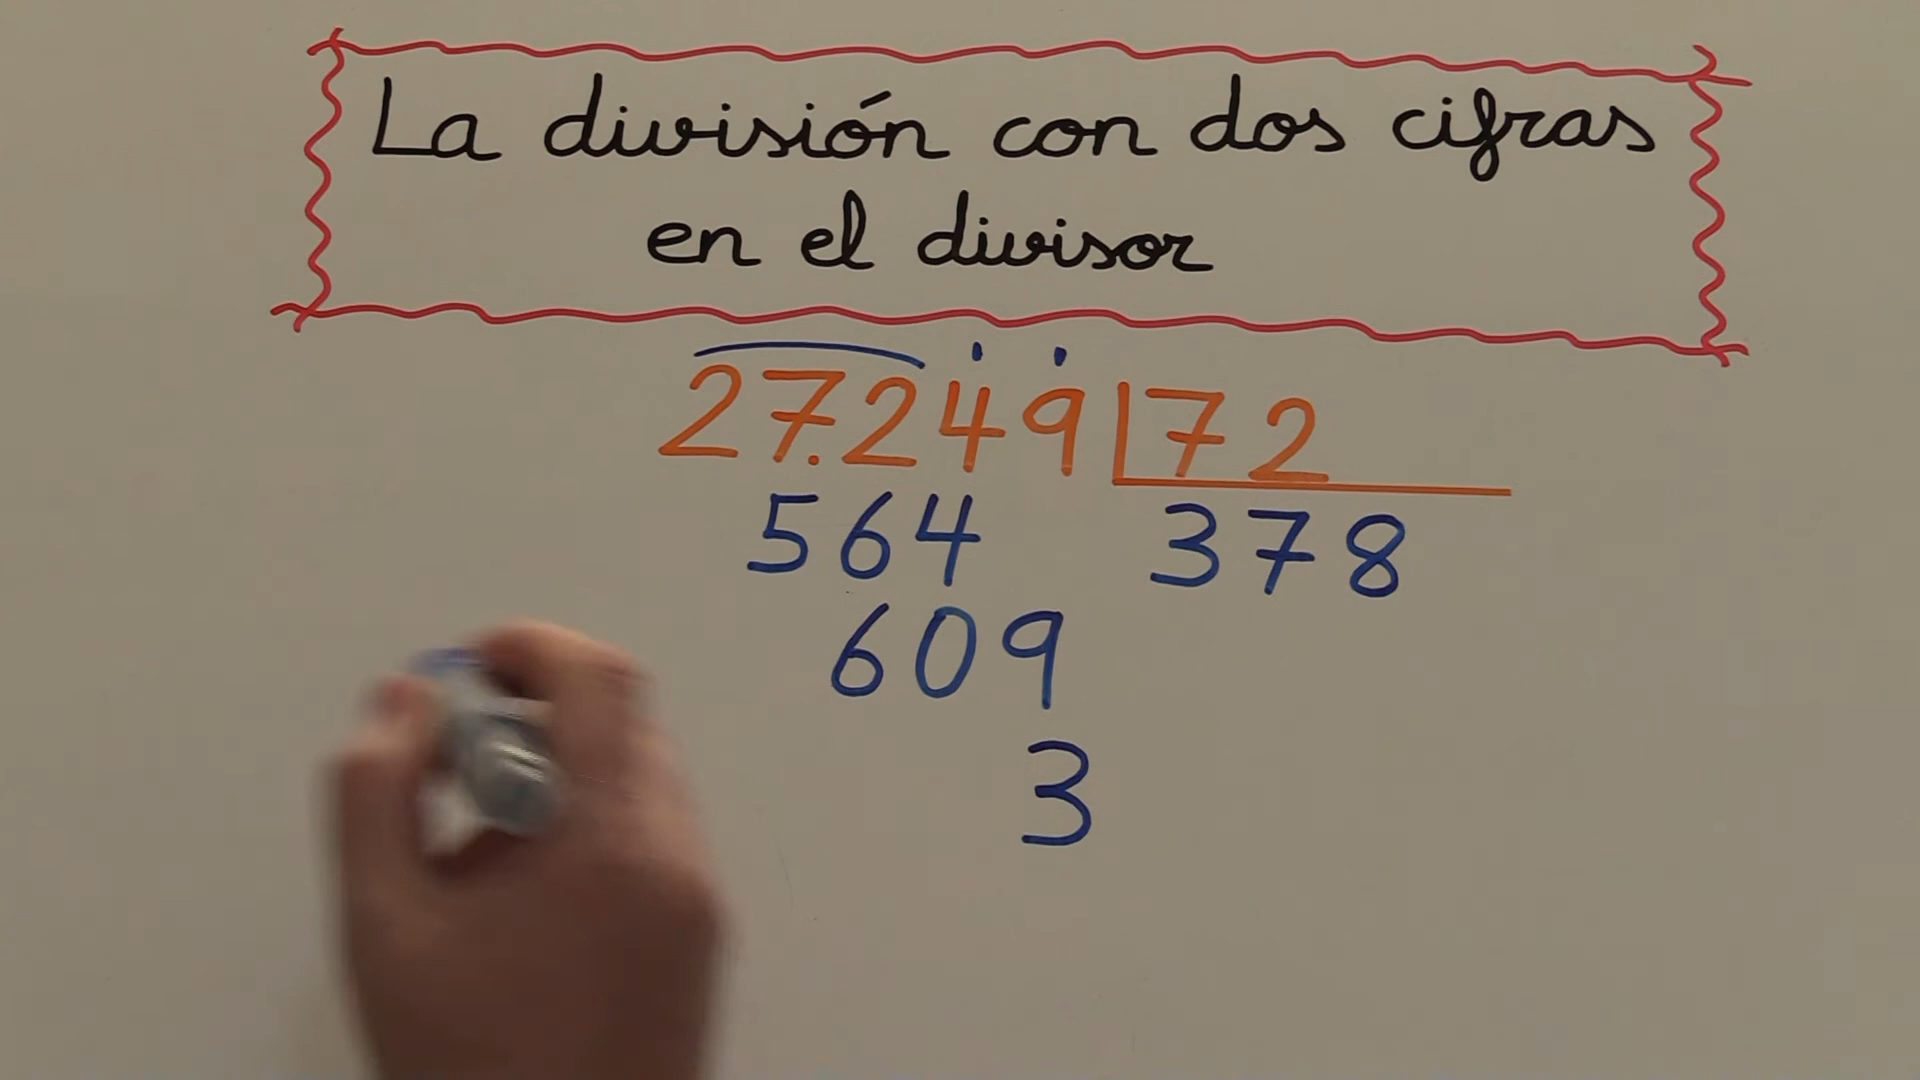 La división con dos cifras
en el divisor
27.249 72
564 378
609
3